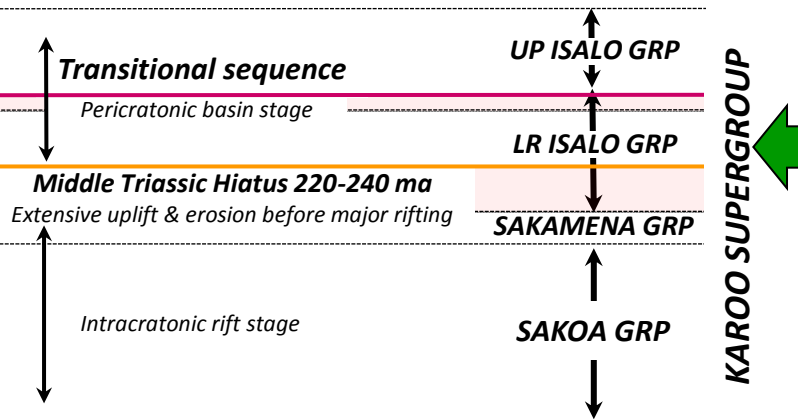 UP ISALO GRP
Transitional sequence
Pericratonic basin stage
LR ISALO GRP
Middle Triassic Hiatus 220-240 ma
Extensive uplift & erosion before major rifting
SAKAMENA GRP
Intracratonic rift stage
SAKOA GRP
KAROO SUPERGROUP